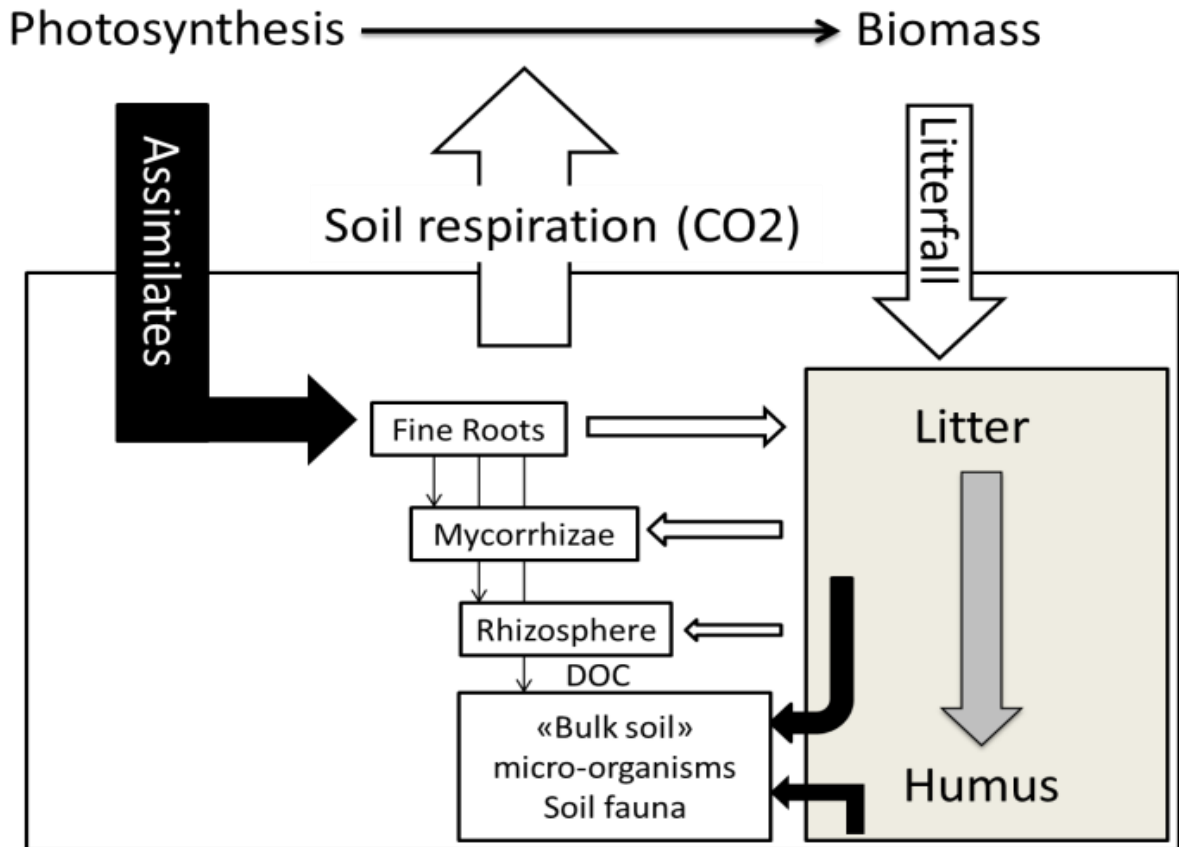 Photosynthesis
Biomass
Assimilates
Soil respiration (CO2)
Litterfall
Fine Roots
Litter
Mycorrhizae
Rhizosphere
DOC
«Bulk soil»
micro-organisms
Soil fauna
Humus